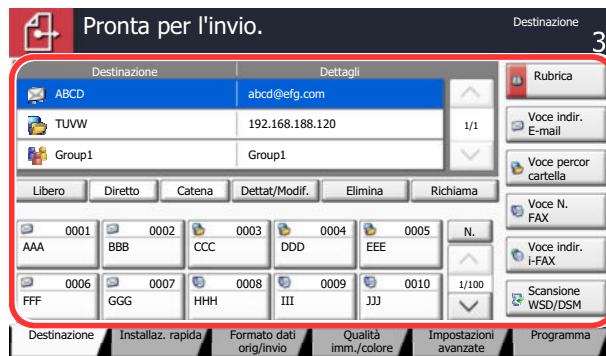 Pronta per l'invio.
Destinazione
3
Destinazione Dettagli
ABCD abcd@efg.com
TUVW 192.168.188.120
Group1 Group1
1/1
Libero Diretto Catena Dettat/Modif. Elimina Richiama
0001 0002 0003 0004 0005 N.
AAA BBB CCC DDD EEE
0006 0007 0008 0009 0010 1/100
FFF GGG HHH III JJJ
Rubrica
Voce indir.
E-mail
Voce percor
cartella
Voce N.
FAX
Voce indir.
i-FAX
Scansione
WSD/DSM
Destinazione Installaz. rapida Formato dati Qualità Impostazioni Programma
orig/invio imm./colore avanzate